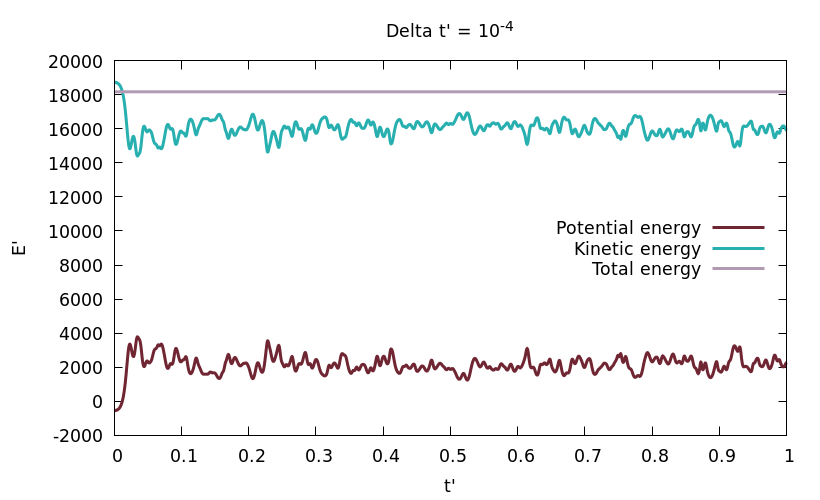 Delta t' = 10-4
20000
18000
16000
14000
12000
10000
8000
6000
4000
2000
0
-2000
E'
Potential energy
Kinetic energy
Total energy
0 0.1 0.2 0.3 0.4 0.5 0.6 0.7 0.8 0.9 1
t'